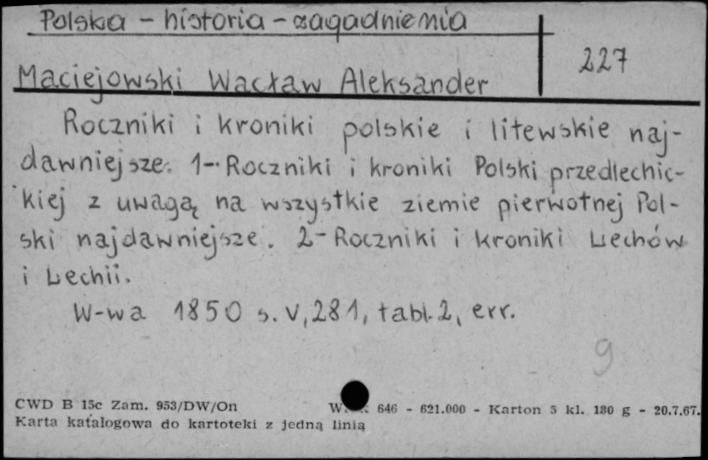 Polska - historia - zagadnienia
227
Maciejowski Wacław Aleksander
Roczniki i kroniki polskie i litewskie naj-
dawniejsze. 1-Roczniki i kroniki Polski przedlechic-
kiej z uwagą na wszystkie ziemie pierwotnej Pol-
ski najdawniejsze. 2-Roczniki i kroniki Lechów
i Lechii.
W-wa 1850 s. V, 281, tabl. 2, err.
9
CWD B 15c Zam. 953/DW/On 646 - 621.000 - Karton 5 kl. 180 g - 20.7.67.
Karta katalogowa do kartoteki z jedną linią